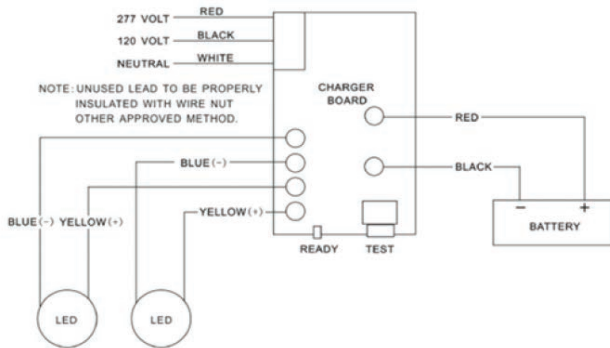 277 VOLT
RED
120 VOLT
BLACK
NEUTRAL
WHITE
NOTE: UNUSED LEAD TO BE PROPERLY
INSULATED WITH WIRE NUT
OTHER APPROVED METHOD.
CHARGER
BOARD
RED
BLUE(-)
BLACK
BLUE(-) YELLOW(+)
YELLOW(+)
- +
BATTERY
READY
TEST
LED
LED